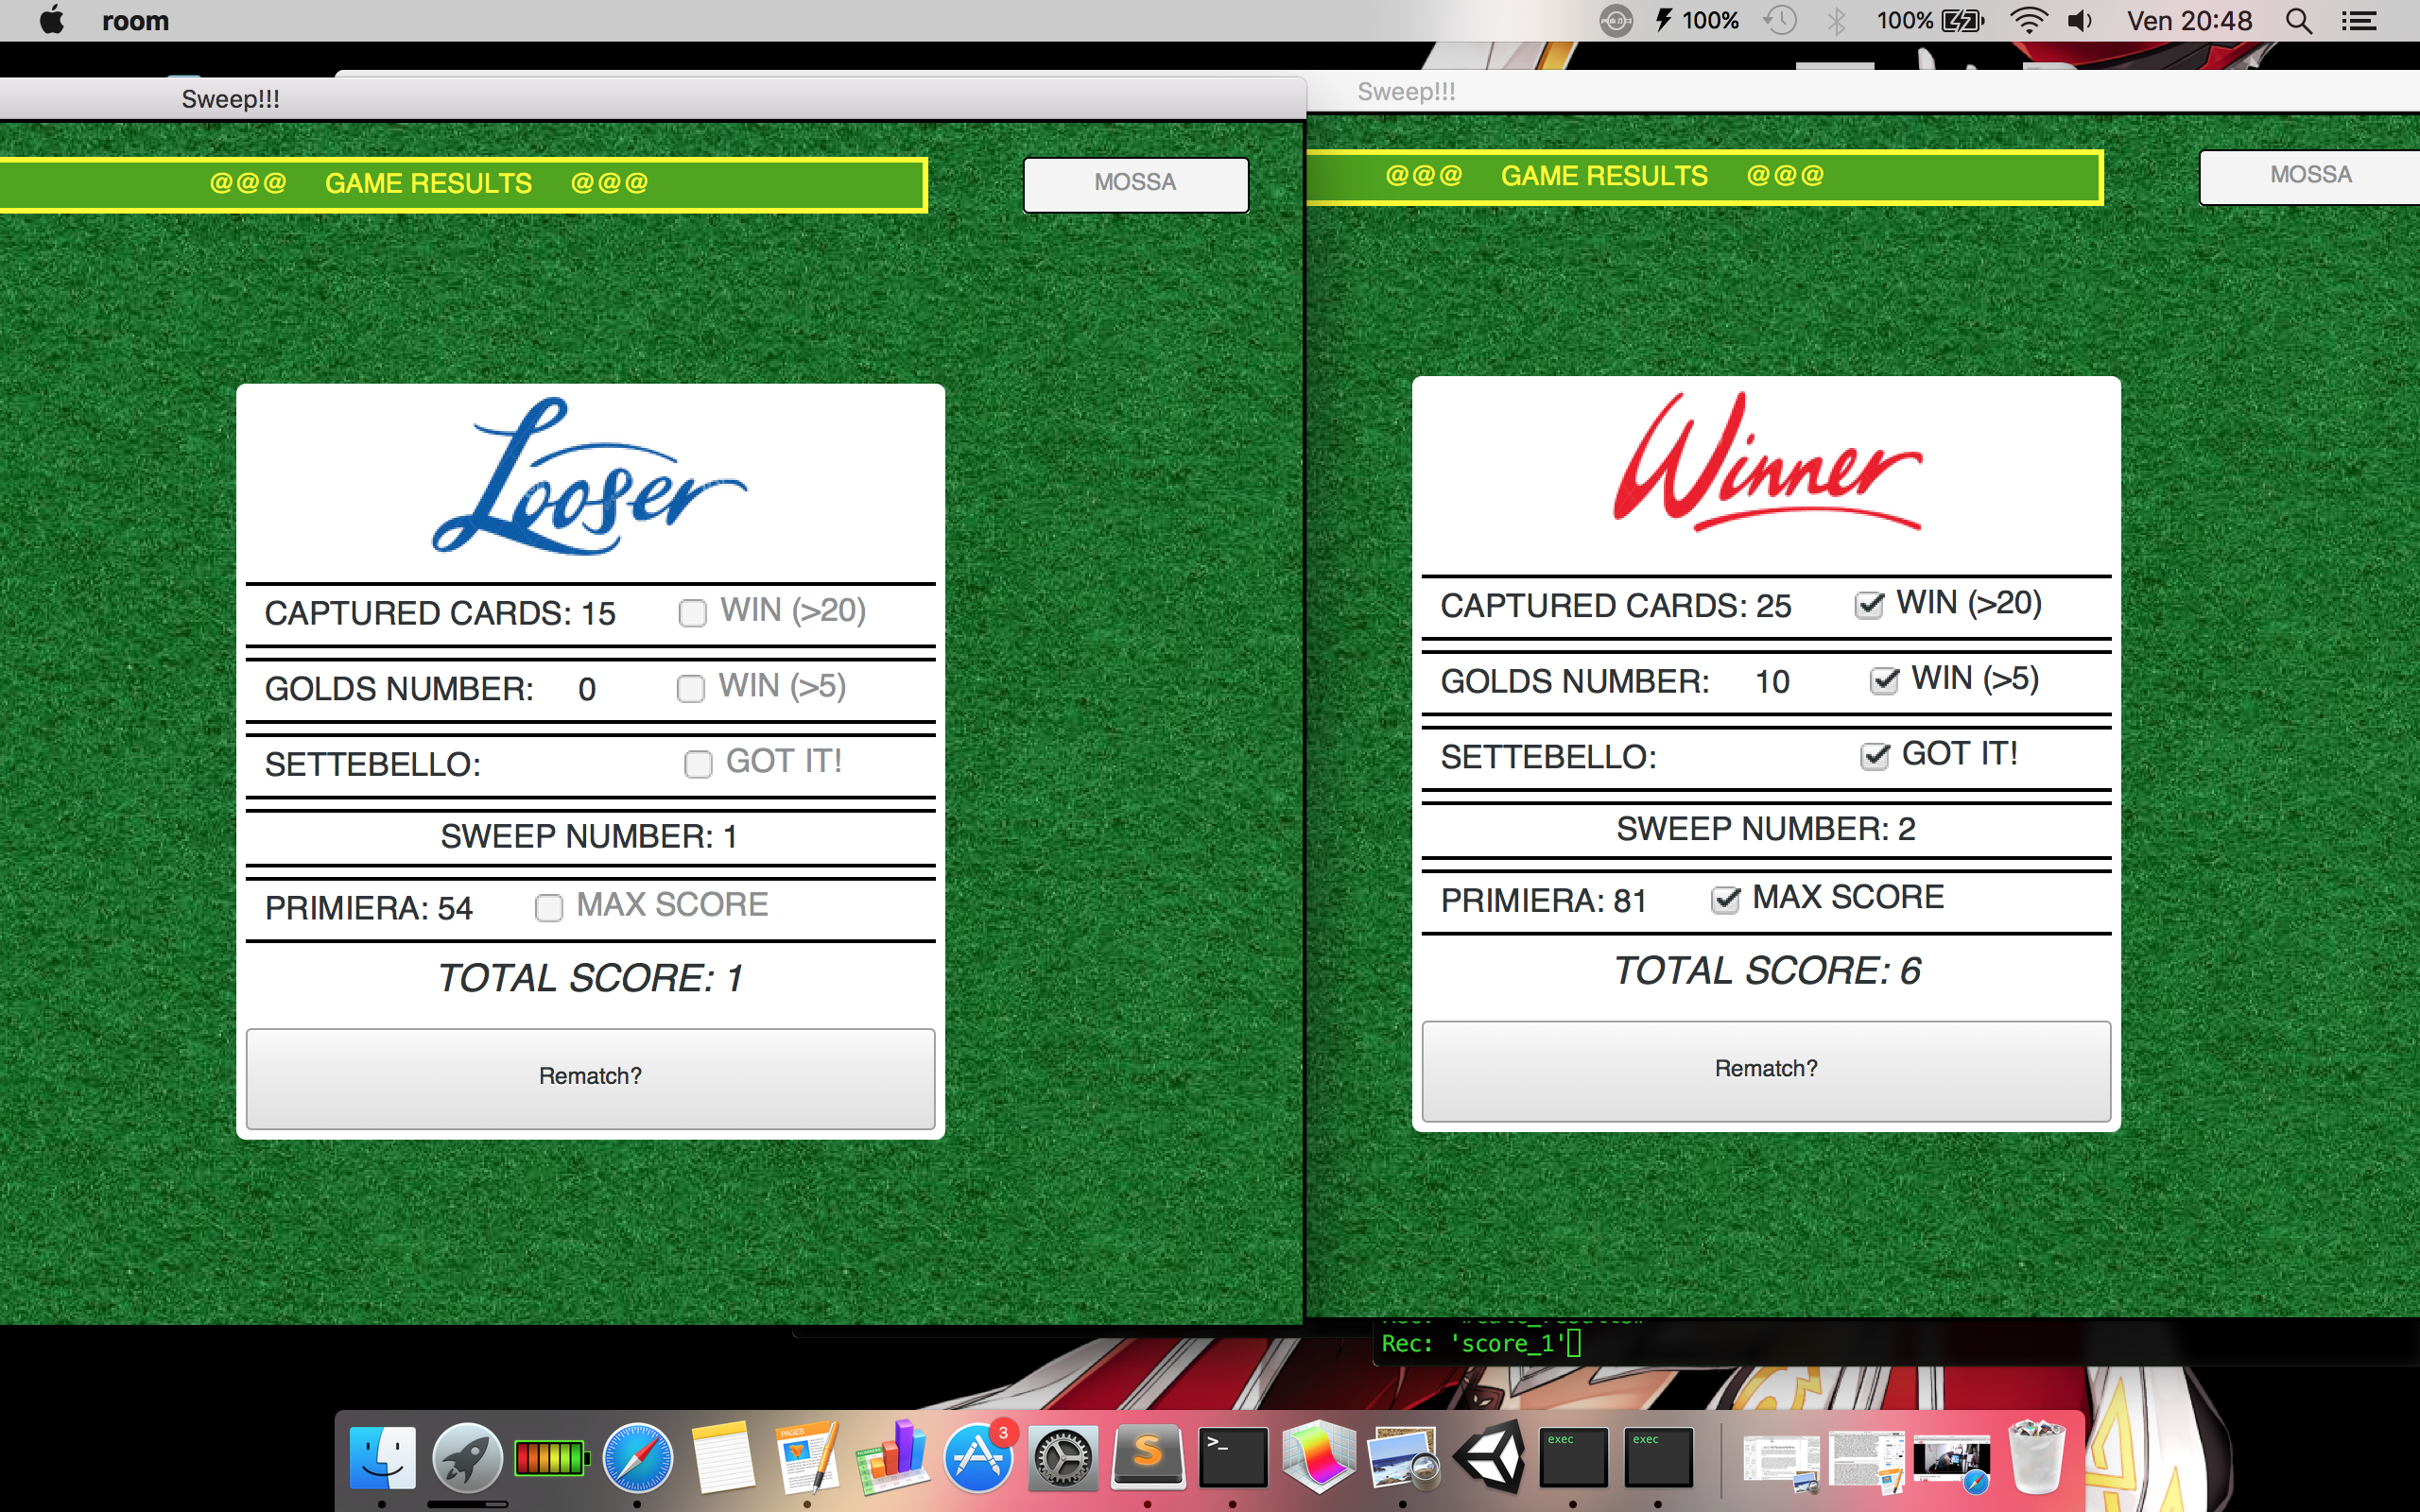 room
100%
100%
Ven 20:48
Sweep!!!
@@@ GAME RESULTS @@@
MOSSA
Looser
CAPTURED CARDS: 15 WIN (>20)
GOLDS NUMBER: 0 WIN (>5)
SETTEBELLO: GOT IT!
SWEEP NUMBER: 1
PRIMIERA: 54 MAX SCORE
TOTAL SCORE: 1
Rematch?
Sweep!!!
@@@ GAME RESULTS @@@
MOSSA
Winner
CAPTURED CARDS: 25 WIN (>20)
GOLDS NUMBER: 10 WIN (>5)
SETTEBELLO: GOT IT!
SWEEP NUMBER: 2
PRIMIERA: 81 MAX SCORE
TOTAL SCORE: 6
Rematch?
Rec: 'score_1'
PAGES
3
S
>_
exec
exec